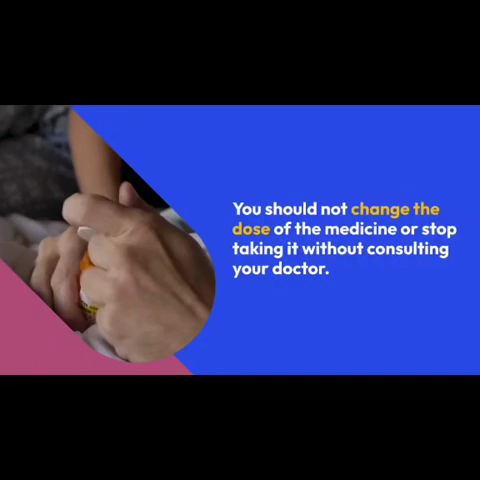 You should not change the
dose of the medicine or stop
taking it without consulting
your doctor.